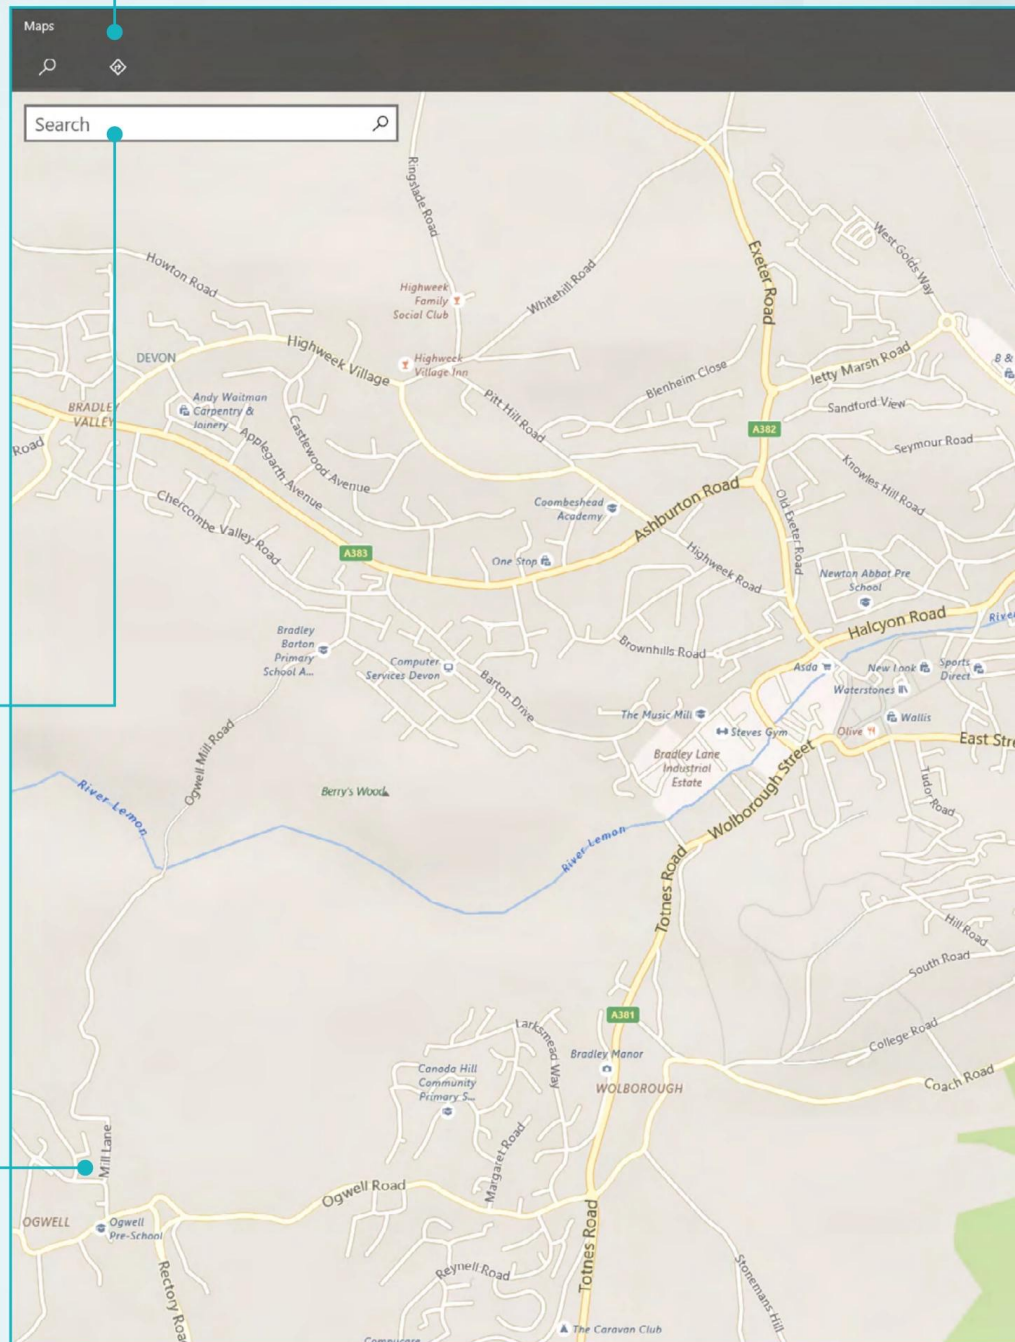 Maps
Search
Ringslade Road
West Golds Way
Exeter Road
Howton Road
Whitehill Road
Highweek
Family
Social Club
DEVON
Highweek Village
Highweek
Village Inn
Jetty Marsh Road
B &
Blenheim Close
Andy Waitman
Carpentry &
Joinery
Pitt Hill Road
Sandford View
BRADLEY
VALLEY
A382
Road
Applegarth Avenue
Castlewood Avenue
Seymour Road
Knowles Hill Road
Chercombe Valley Road
Coombeshead
Academy
Ashburton Road
Old Exeter Road
A383
One Stop
Highweek Road
Newton Abbot Pre
School
Halcyon Road
River
Bradley
Barton
Primary
School A...
Brownhills Road
Computer
Services Devon
Asda
New Look
Sports
Direct
Barton Drive
Waterstones
The Music Mill
Wallis
Steves Gym
Olive
East Stre
Bradley Lane
Industrial
Estate
Ogwell Mill Road
Wolborough Street
Tudor Road
Berry's Wood
River Lemon
River Lemon
Totnes Road
Hill Road
South Road
A381
Larksmead Way
College Road
Bradley Manor
Canada Hill
Community
Primary S...
WOLBOROUGH
Coach Road
Mill Lane
Margaret Road
Ogwell Road
OGWELL
Ogwell
Pre-School
Totnes Road
Rectory Roa
Reynell Road
Stonemans Hill
The Caravan Club
Compucare